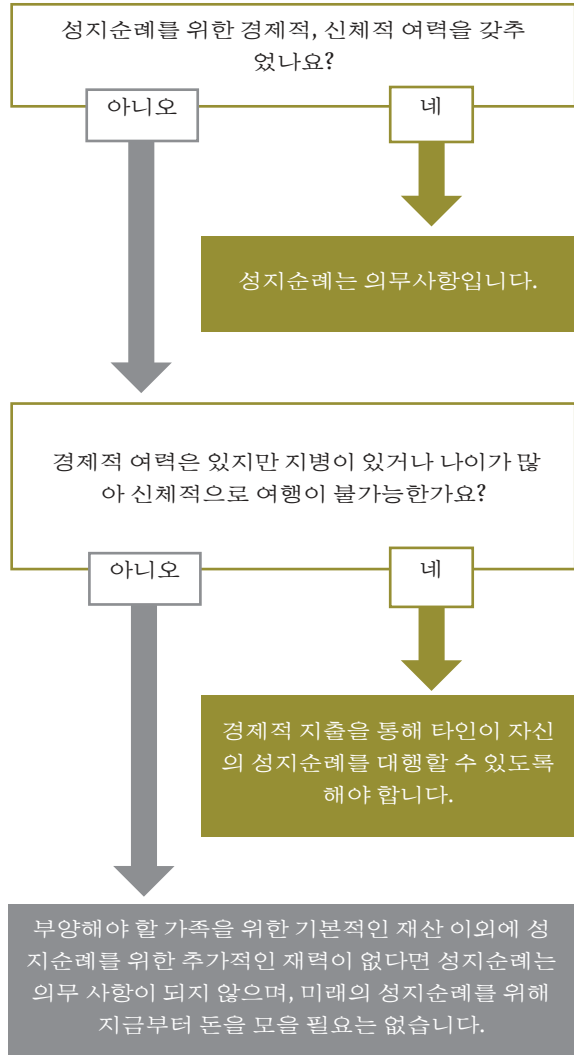 성지순례를 위한 경제적, 신체적 여력을 갖추
었나요?
아니오
네
성지순례는 의무사항입니다.
경제적 여력은 있지만 지병이 있거나 나이가 많
아 신체적으로 여행이 불가능한가요?
아니오
네
경제적 지출을 통해 타인이 자신
의 성지순례를 대행할 수 있도록
해야 합니다.
부양해야 할 가족을 위한 기본적인 재산 이외에 성
지순례를 위한 추가적인 재력이 없다면 성지순례는
의무 사항이 되지 않으며, 미래의 성지순례를 위해
지금부터 돈을 모을 필요는 없습니다.